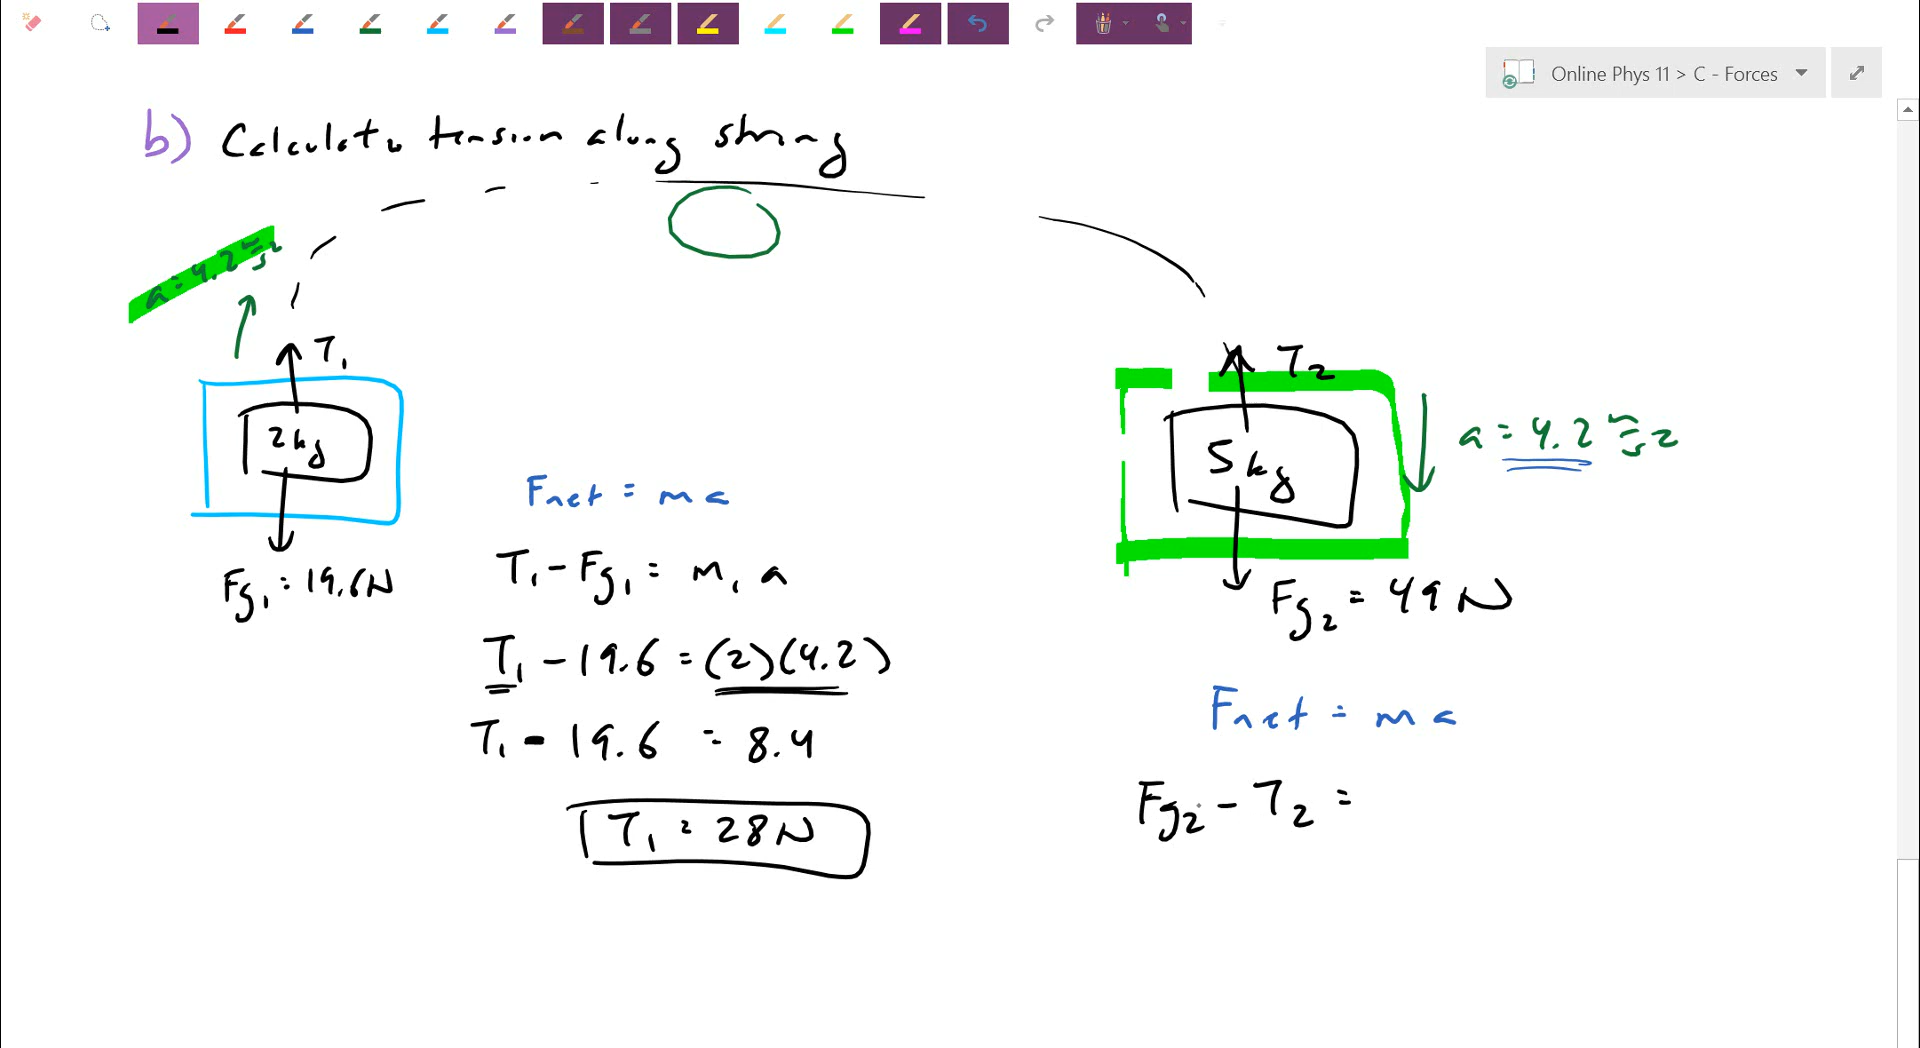 Online Phys 11 > C - Forces
b) Calculate tension along string
a = 4.2 m/s2
T1
2kg
Fg1 = 19.6N
Fnet = ma
T1 - Fg1 = m1 a
T1 - 19.6 = (2)(4.2)
T1 - 19.6 = 8.4
T1 = 28N
T2
5kg
a = 4.2 m/s2
Fg2 = 49N
Fnet = ma
Fg2 - T2 =